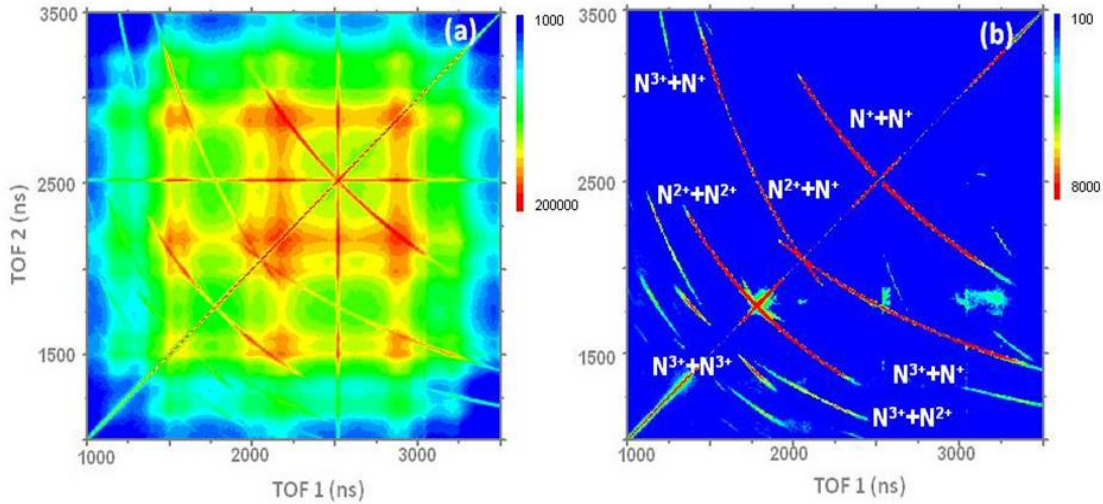 3500
2500
1500
1000
2000
3000
TOF 2 (ns)
TOF 1 (ns)
(a)
1000
200000
3500
2500
1500
1000
2000
3000
TOF 1 (ns)
(b)
100
8000
N³⁺+N⁺
N⁺+N⁺
N²⁺+N²⁺
N²⁺+N⁺
N³⁺+N³⁺
N³⁺+N⁺
N³⁺+N²⁺